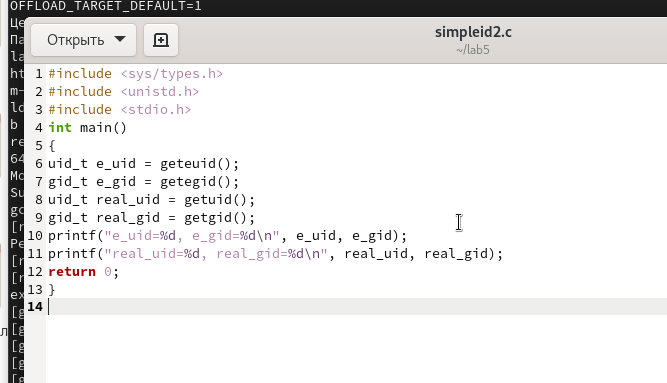 OFFLOAD_TARGET_DEFAULT=1
Открыть
simpleid2.c
~/lab5
1 #include <sys/types.h>
2 #include <unistd.h>
3 #include <stdio.h>
4 int main()
5 {
6 uid_t e_uid = geteuid();
7 gid_t e_gid = getegid();
8 uid_t real_uid = getuid();
9 gid_t real_gid = getgid();
10 printf("e_uid=%d, e_gid=%d\n", e_uid, e_gid);
11 printf("real_uid=%d, real_gid=%d\n", real_uid, real_gid);
12 return 0;
13 }
14